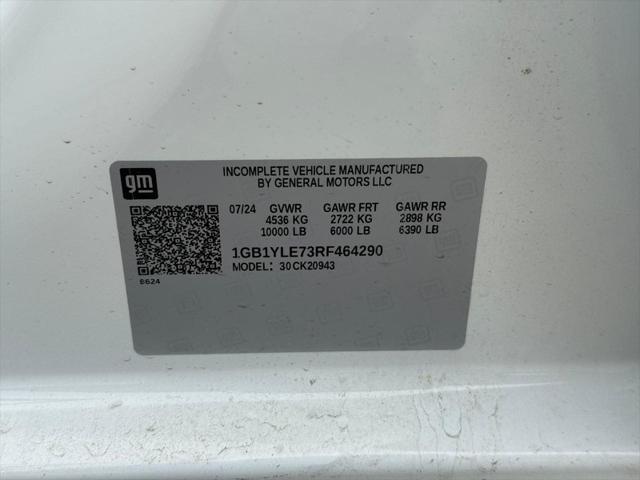 gm
INCOMPLETE VEHICLE MANUFACTURED
BY GENERAL MOTORS LLC
07/24 GVWR GAWR FRT GAWR RR
4536 KG 2722 KG 2898 KG
10000 LB 6000 LB 6390 LB
1GB1YLE73RF464290
MODEL: 30CK20943
8624